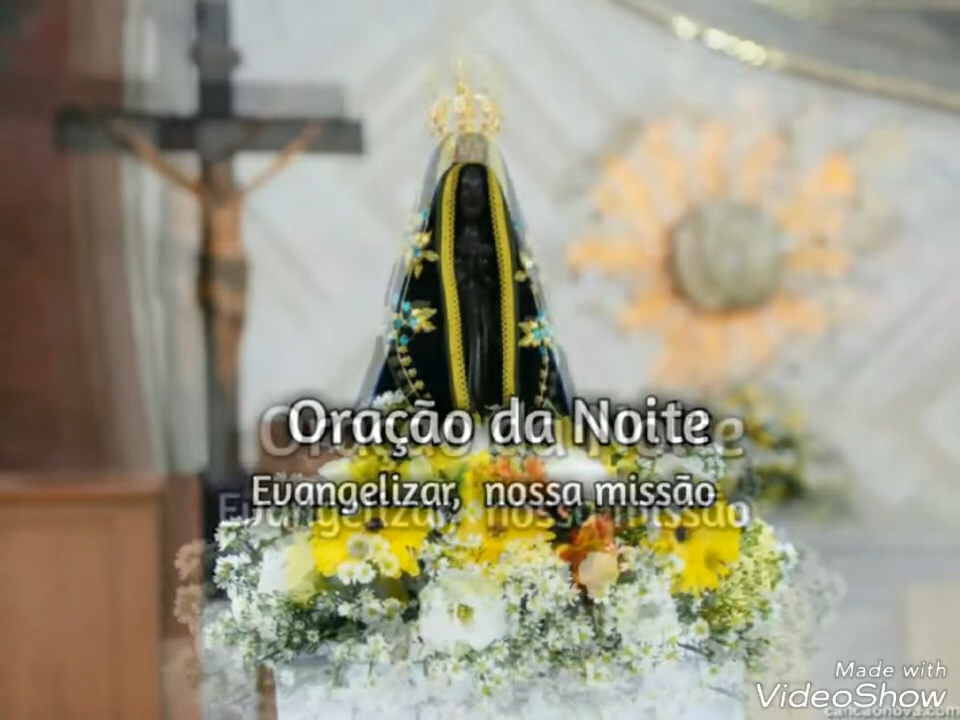 Oração da Noite
Evangelizar, nossa missão
Made with
VideoShow
cancaonova.com